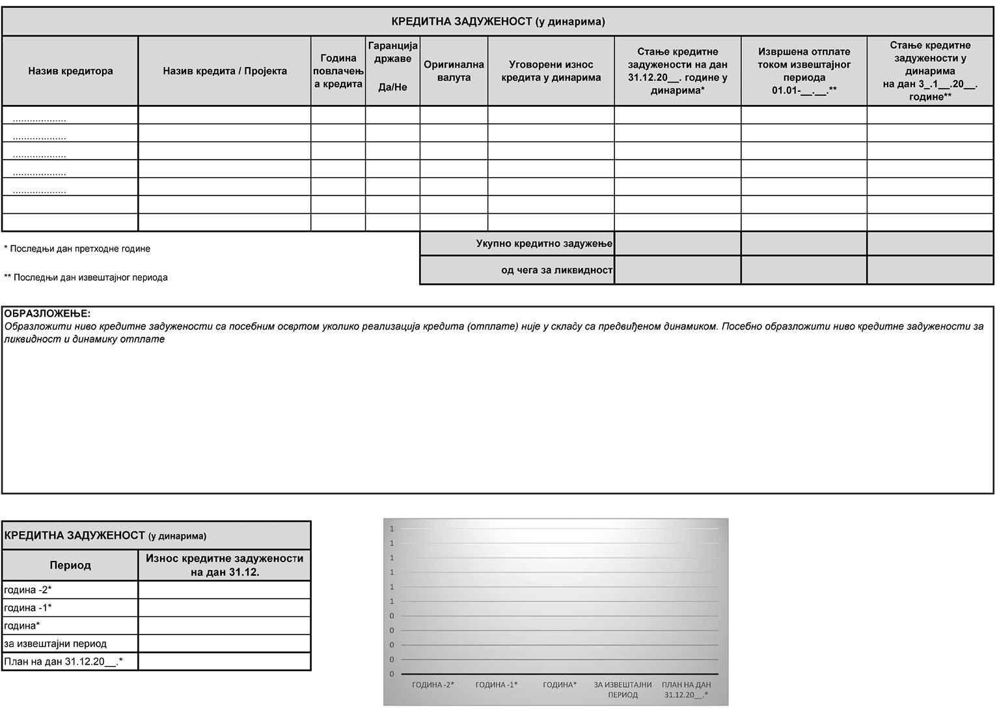 КРЕДИТНА ЗАДУЖЕНОСТ (у динарима)
Назив кредитора
Назив кредита / Пројекта
Година
повлачењ
а кредита
Гаранција
државе
Да/Не
Оригинална
валута
Уговорени износ
кредита у динарима
Стање кредитне
задужености на дан
31.12.20__. године у
динарима*
Извршена отплате
током извештајног
периода
01.01-__.__.**
Стање кредитне
задужености у
динарима
на дан 3_.1__.20__.
године**
...................
...................
...................
...................
...................
Укупно кредитно задужење
од чега за ликвидност
* Последњи дан претходне године
** Последњи дан извештајног периода
ОБРАЗЛОЖЕЊЕ:
Образложити ниво кредитне задужености са посебним освртом уколико реализација кредита (отплате) није у складу са предвиђеном динамиком. Посебно образложити ниво кредитне задужености за
ликвидност и динамику отплате
КРЕДИТНА ЗАДУЖЕНОСТ (у динарима)
Период
Износ кредитне задужености
на дан 31.12.
година -2*
година -1*
година*
за извештајни период
План на дан 31.12.20__.*
1
1
1
1
1
1
0
0
0
0
0
ГОДИНА -2*
ГОДИНА -1*
ГОДИНА*
ЗА ИЗВЕШТАЈНИ
ПЕРИОД
ПЛАН НА ДАН
31.12.20__.*